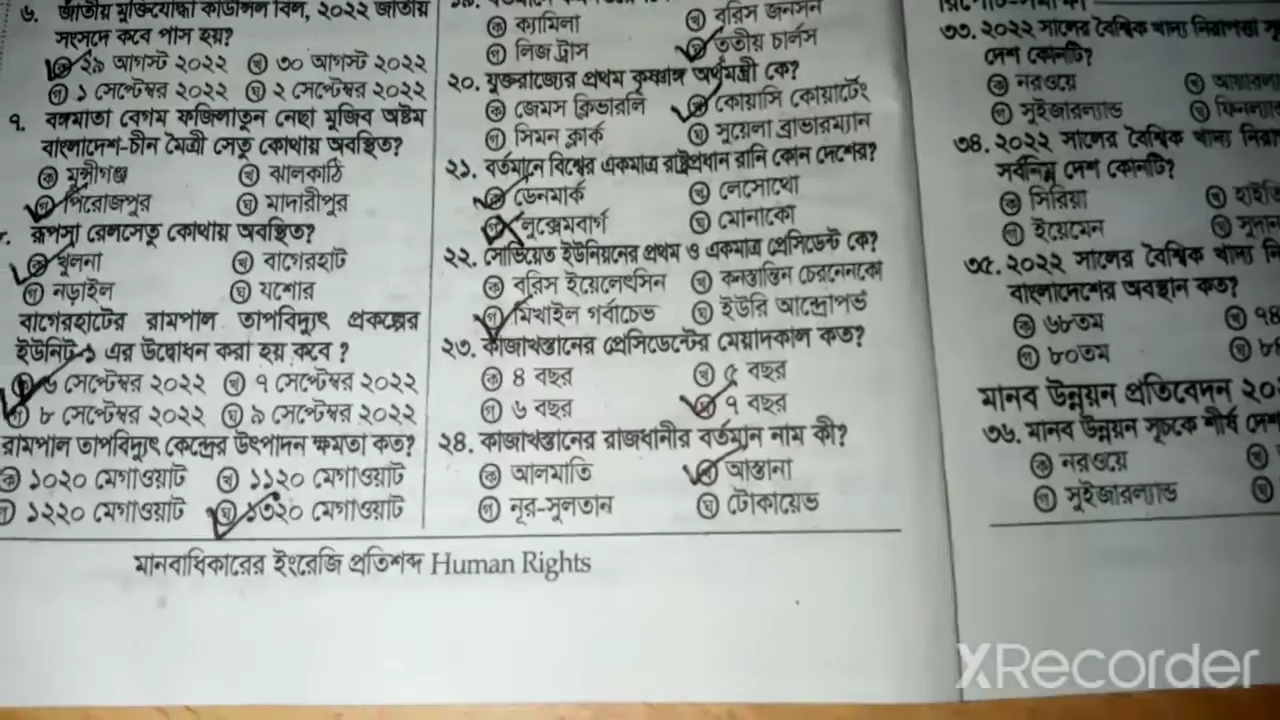 ৬. জাতীয় মুক্তিযোদ্ধা কাউন্সিল বিল, ২০২২ জাতীয়
সংসদে কবে পাস হয়?
ক ২৯ আগস্ট ২০২২ খ ৩০ আগস্ট ২০২২
গ ১ সেপ্টেম্বর ২০২২ ঘ ২ সেপ্টেম্বর ২০২২
৭. বঙ্গমাতা বেগম ফজিলাতুন নেছা মুজিব অষ্টম
বাংলাদেশ-চীন মৈত্রী সেতু কোথায় অবস্থিত?
ক মুন্সীগঞ্জ খ ঝালকাঠি
গ পিরোজপুর ঘ মাদারীপুর
রূপসা রেলসেতু কোথায় অবস্থিত?
ক খুলনা খ বাগেরহাট
গ নড়াইল ঘ যশোর
বাগেরহাটের রামপাল তাপবিদ্যুৎ প্রকল্পের
ইউনিট-১ এর উদ্বোধন করা হয় কবে ?
ক ৬ সেপ্টেম্বর ২০২২ খ ৭ সেপ্টেম্বর ২০২২
গ ৮ সেপ্টেম্বর ২০২২ ঘ ৯ সেপ্টেম্বর ২০২২
রামপাল তাপবিদ্যুৎ কেন্দ্রের উৎপাদন ক্ষমতা কত?
ক ১০২০ মেগাওয়াট খ ১১২০ মেগাওয়াট
গ ১২২০ মেগাওয়াট ঘ ১৩২০ মেগাওয়াট
ক ক্যামিলা খ বরিস জনসন
গ লিজ ট্রাস ঘ তৃতীয় চার্লস
২০. যুক্তরাজ্যের প্রথম কৃষ্ণাঙ্গ অর্থমন্ত্রী কে?
ক জেমস ক্লিভারলি খ কোয়াসি কোয়ার্টেং
গ সিমন ক্লার্ক ঘ সুয়েলা ব্রাভারম্যান
২১. বর্তমানে বিশ্বের একমাত্র রাষ্ট্রপ্রধান রানি কোন দেশের?
ক ডেনমার্ক খ লেসোথো
গ লুক্সেমবার্গ ঘ মোনাকো
২২. সোভিয়েত ইউনিয়নের প্রথম ও একমাত্র প্রেসিডেন্ট কে?
ক বরিস ইয়েলেৎসিন খ কনস্তান্তিন চেরনেনকো
গ মিখাইল গর্বাচেভ ঘ ইউরি আন্দ্রোপভ
২৩. কাজাখস্তানের প্রেসিডেন্টের মেয়াদকাল কত?
ক ৪ বছর খ ৫ বছর
গ ৬ বছর ঘ ৭ বছর
২৪. কাজাখস্তানের রাজধানীর বর্তমান নাম কী?
ক আলমাতি খ আস্তানা
গ নূর-সুলতান ঘ টোকায়েভ
মানবাধিকারের ইংরেজি প্রতিশব্দ Human Rights
৩৩. ২০২২ সালের বৈশ্বিক খাদ্য নিরাপত্তা
দেশ কোনটি?
ক নরওয়ে খ
গ সুইজারল্যান্ড ঘ
৩৪. ২০২২ সালের বৈশ্বিক খাদ্য
সর্বনিম্ন দেশ কোনটি?
ক সিরিয়া খ
গ ইয়েমেন ঘ
৩৫. ২০২২ সালের বৈশ্বিক খাদ্য
বাংলাদেশের অবস্থান কত?
ক ৬৮তম খ
গ ৮০তম ঘ
মানব উন্নয়ন প্রতিবেদন
৩৬. মানব উন্নয়ন সূচকে শীর্ষ
ক নরওয়ে
গ সুইজারল্যান্ড
XRecorder